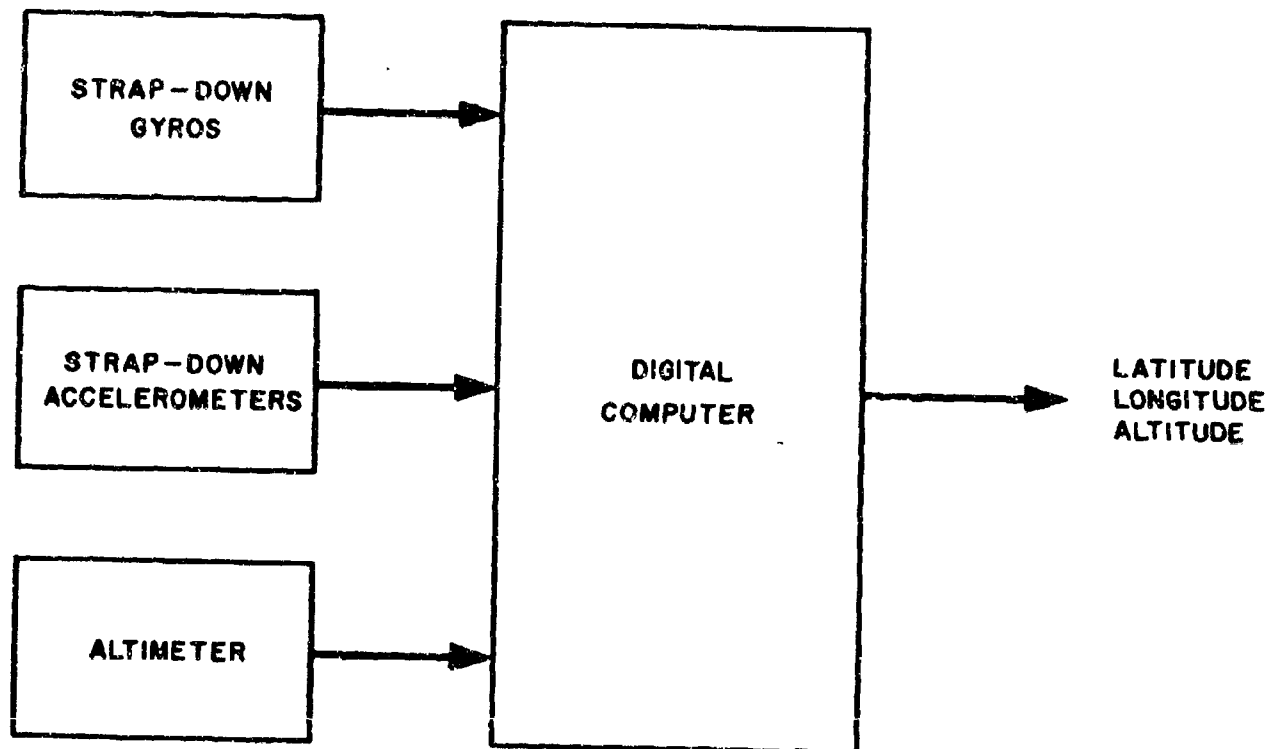 STRAP-DOWN
GYROS
STRAP-DOWN
ACCELEROMETERS
ALTIMETER
DIGITAL
COMPUTER
LATITUDE
LONGITUDE
ALTITUDE